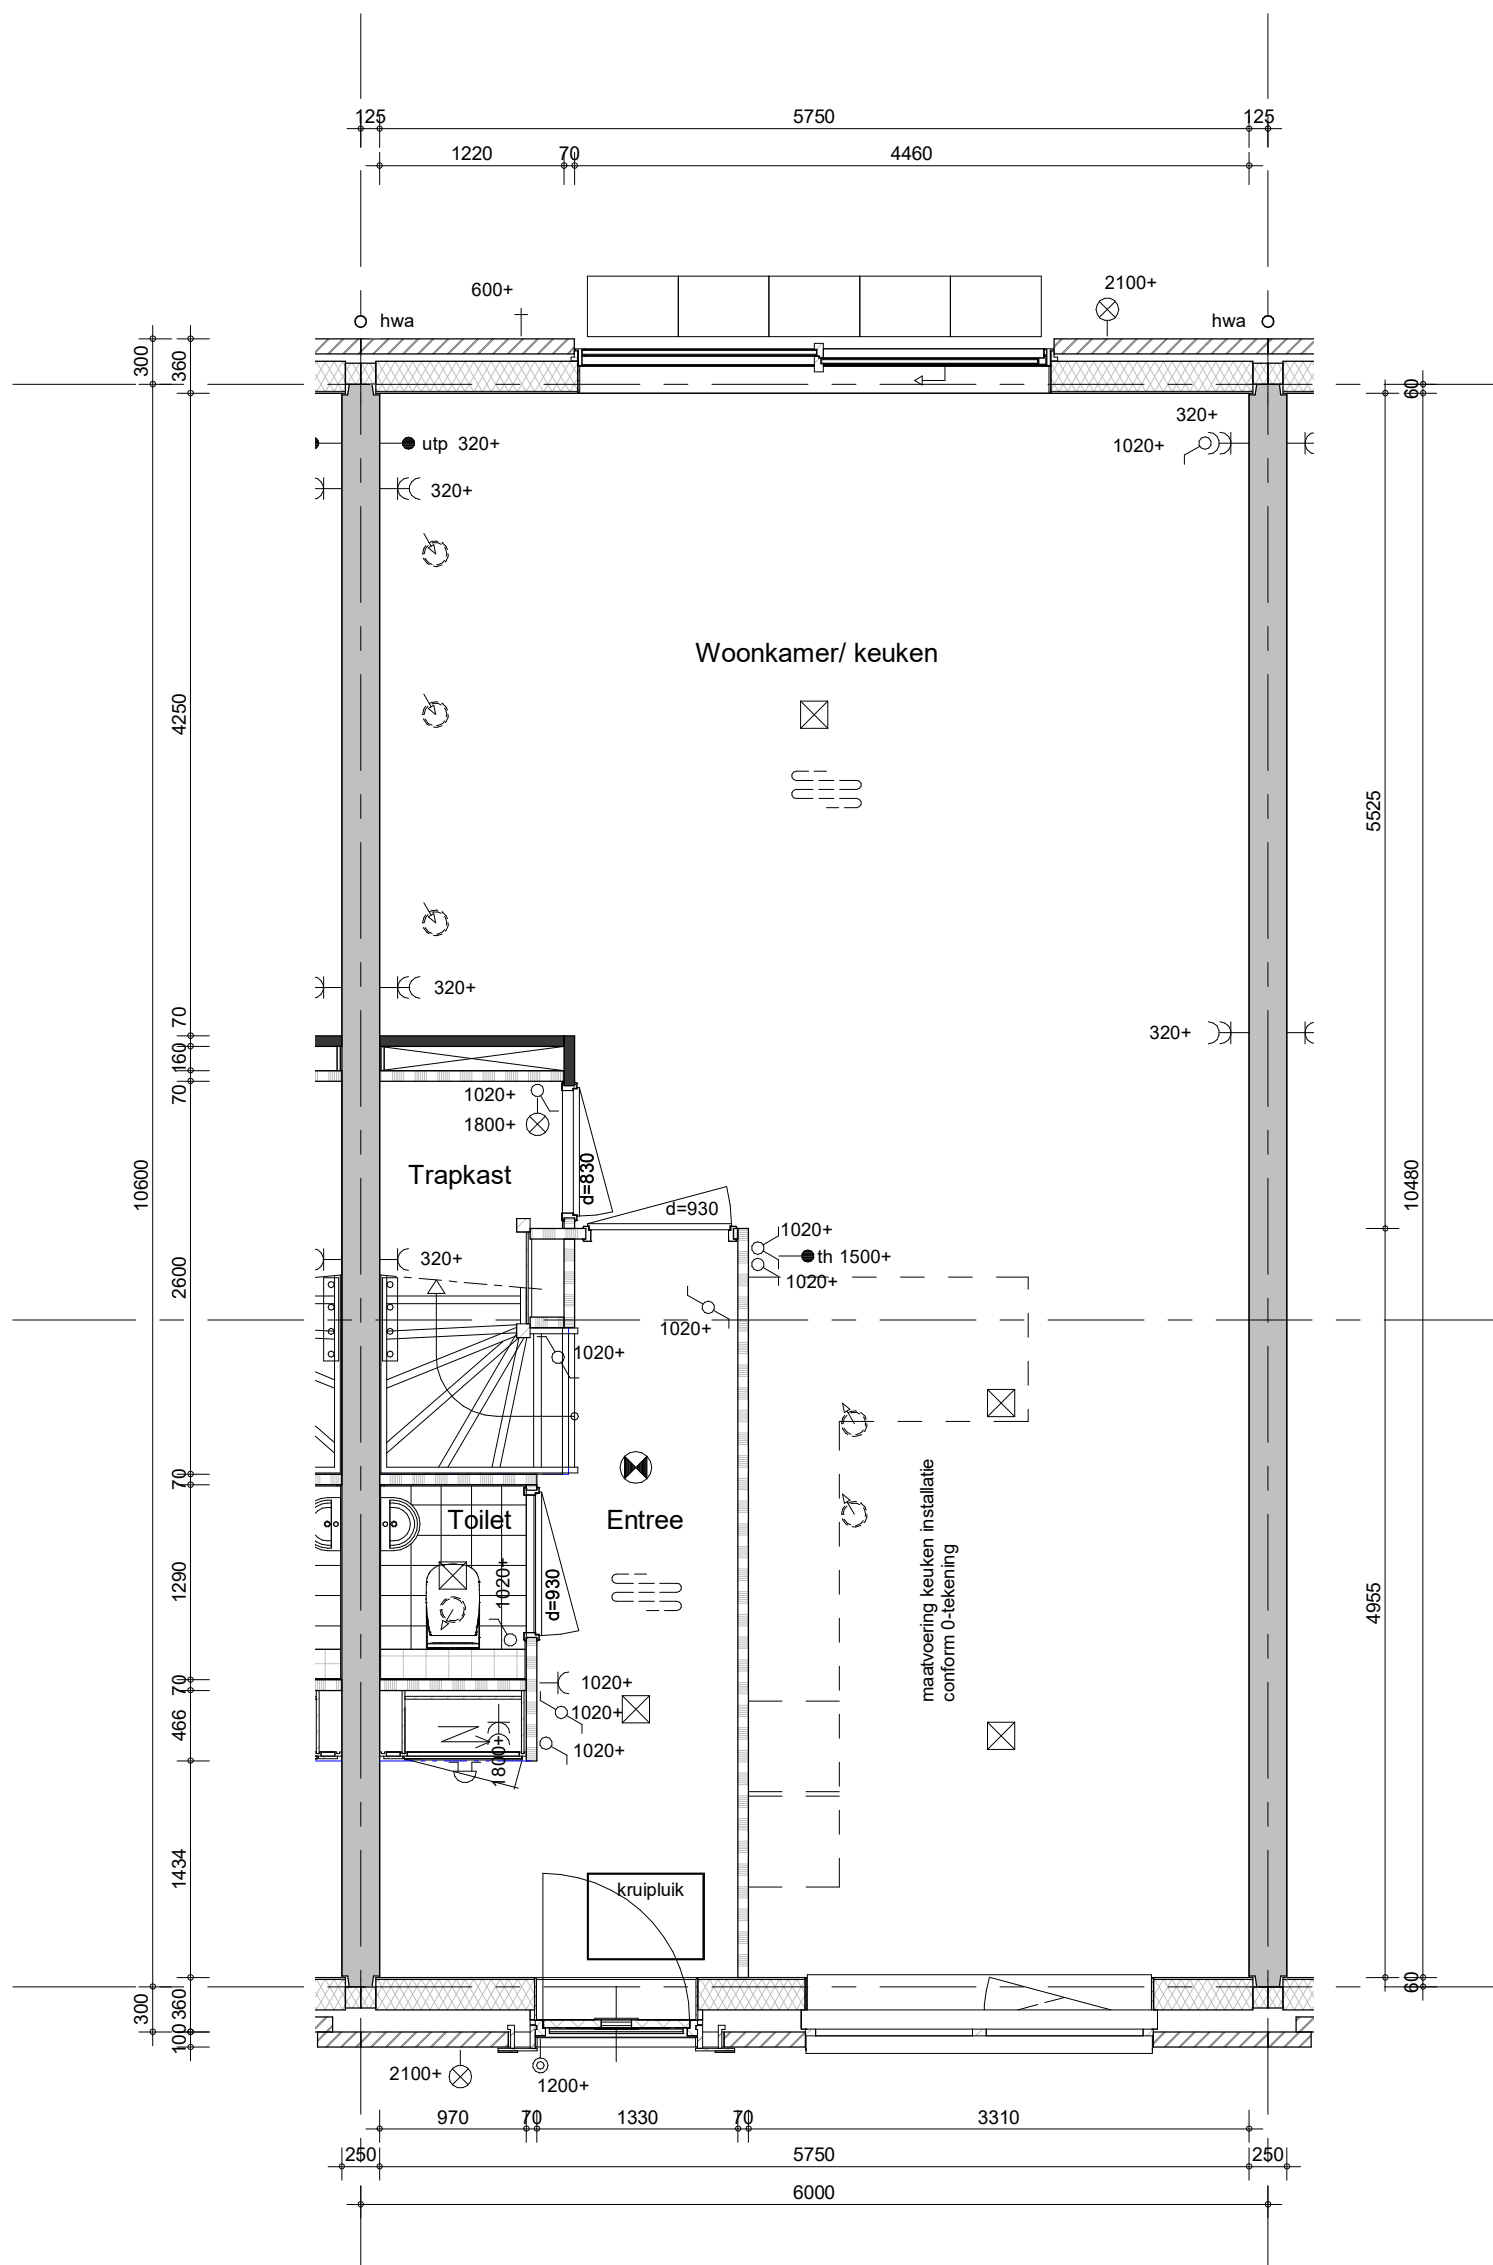 125 5750 125
1220 70 4460
600+ 2100+
hwa hwa
300 360 60
320+
utp 320+ 1020+
320+
Woonkamer/ keuken
4250
5525
320+
70 320+
160
70 1020+
1800+
Trapkast d=830
10600 d=930 10480
1020+
320+ th 1500+
1020+
2600
1020+
1020+
maatvoering keuken installatie
conform 0-tekening
70
Toilet Entree
1290 1020+ d=930 4955
70 1020+
466 1020+
1800+ 1020+
1434
kruipluik
300 360 60
100
2100+ 1200+
970 70 1330 70 3310
250 5750 250
6000